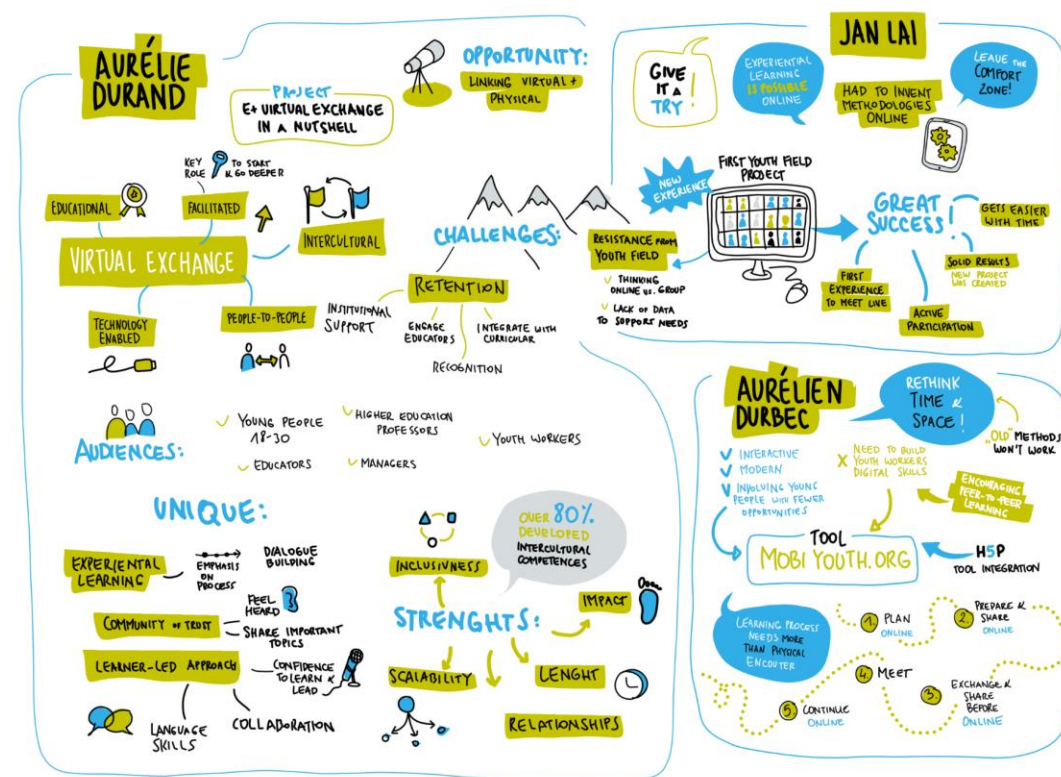 AURÉLIE
DURAND
PROJECT
E+ VIRTUAL EXCHANGE
IN A NUTSHELL
OPPORTUNITY:
LINKING VIRTUAL +
PHYSICAL
KEY
ROLE
TO START
& GO DEEPER
EDUCATIONAL
FACILITATED
INTERCULTURAL
VIRTUAL EXCHANGE
TECHNOLOGY
ENABLED
PEOPLE-TO-PEOPLE
CHALLENGES:
RETENTION
INSTITUTIONAL
SUPPORT
ENGAGE
EDUCATORS
RECOGNITION
INTEGRATE WITH
CURRICULAR
AUDIENCES:
YOUNG PEOPLE
18-30
HIGHER EDUCATION
PROFESSORS
YOUTH WORKERS
EDUCATORS
MANAGERS
UNIQUE:
EXPERIENTIAL
LEARNING
EMPHASIS
ON
PROCESS
DIALOGUE
BUILDING
COMMUNITY OF TRUST
FEEL
HEARD
SHARE IMPORTANT
TOPICS
LEARNER-LED APPROACH
CONFIDENCE
TO LEARN &
LEAD
LANGUAGE
SKILLS
COLLABORATION
OVER 80%
DEVELOPED
INTERCULTURAL
COMPETENCES
INCLUSIVNESS
STRENGHTS:
IMPACT
SCALABILITY
LENGHT
RELATIONSHIPS
JAN LAI
GIVE
IT A
TRY!
EXPERIENTIAL
LEARNING
IS POSSIBLE
ONLINE
HAD TO INVENT
METHODOLOGIES
ONLINE
LEAVE THE
COMFORT
ZONE!
NEW
EXPERIENCE
FIRST YOUTH FIELD
PROJECT
RESISTANCE FROM
YOUTH FIELD
THINKING
ONLINE vs. GROUP
LACK OF DATA
TO SUPPORT NEEDS
GREAT
SUCCESS!
GETS EASIER
WITH TIME
SOLID RESULTS
NEW PROJECT
WAS CREATED
FIRST
EXPERIENCE
TO MEET LIVE
ACTIVE
PARTICIPATION
AURÉLIEN
DURBEC
RETHINK
TIME &
SPACE!
"OLD" METHODS
WON'T WORK
INTERACTIVE
MODERN
INVOLVING YOUNG
PEOPLE WITH FEWER
OPPORTUNITIES
X NEED TO BUILD
YOUTH WORKERS
DIGITAL SKILLS
ENCOURAGING
PEER-TO-PEER
LEARNING
TOOL
MOBI YOUTH.ORG
H5P
TOOL INTEGRATION
LEARNING PROCESS
NEEDS MORE
THAN PHYSICAL
ENCOUTER
1. PLAN
ONLINE
2. PREPARE &
SHARE
ONLINE
3. EXCHANGE &
SHARE
BEFORE
ONLINE
4. MEET
5. CONTINUE
ONLINE